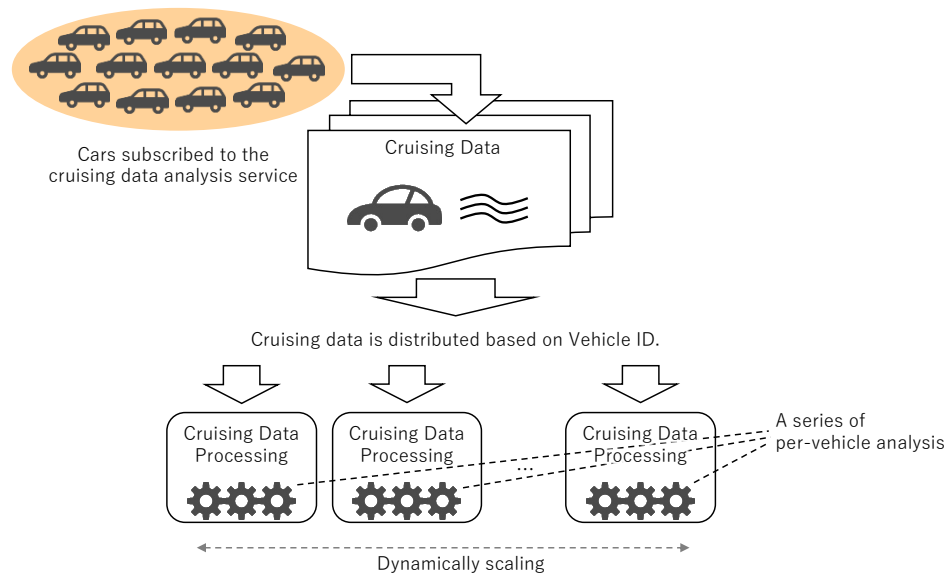 Cars subscribed to the
cruising data analysis service
Cruising Data
Cruising data is distributed based on Vehicle ID.
Cruising Data
Processing
Cruising Data
Processing
...
Cruising Data
Processing
A series of
per-vehicle analysis
Dynamically scaling